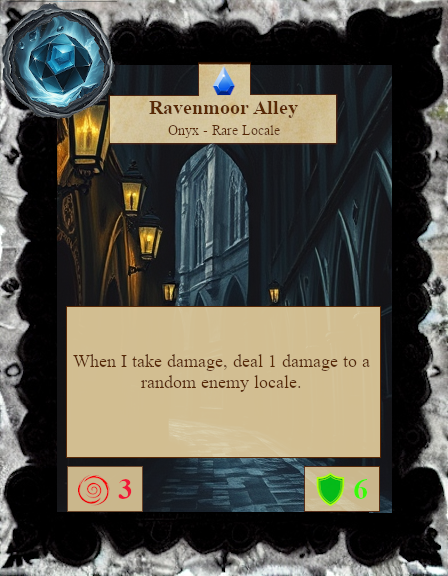 Ravenmoor Alley
Onyx - Rare Locale
When I take damage, deal 1 damage to a
random enemy locale.
3
6